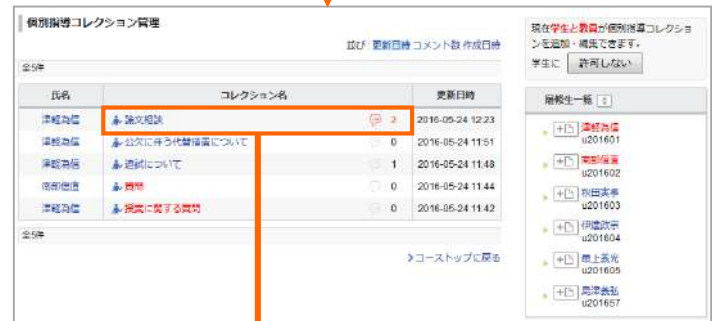 個別指導コレクション管理
並び: 更新日時 コメント数 作成日時
全5件
氏名 コレクション名 更新日時
津軽為信 論文相談 2 2016-05-24 12:23
津軽為信 公欠に伴う代替措置について 0 2016-05-24 11:51
津軽為信 追試について 1 2016-05-24 11:48
南部信直 質問 0 2016-05-24 11:44
津軽為信 授業に関する質問 0 2016-05-24 11:42
全5件
コーストップに戻る
現在学生と教員が個別指導コレクショ
ンを追加・編集できます。
学生に 許可しない
履修生一覧
津軽為信
u201601
南部信直
u201602
秋田実季
u201603
伊達政宗
u201604
最上義光
u201605
島津義弘
u201657